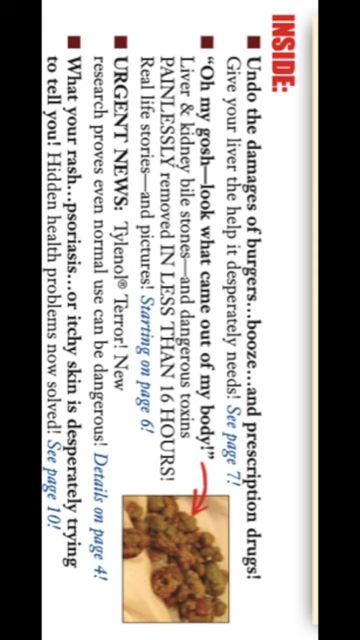 INSIDE:
■ Undo the damages of burgers...booze...and prescription drugs!
Give your liver the help it desperately needs! See page 7!
■ “Oh my gosh—look what came out of my body!”
Liver & kidney bile stones—and dangerous toxins
PAINLESSLY removed IN LESS THAN 16 HOURS!
Real life stories—and pictures! Starting on page 6!
■ URGENT NEWS: Tylenol® Terror! New
research proves even normal use can be dangerous! Details on page 4!
■ What your rash...psoriasis...or itchy skin is desperately trying
to tell you! Hidden health problems now solved! See page 10!